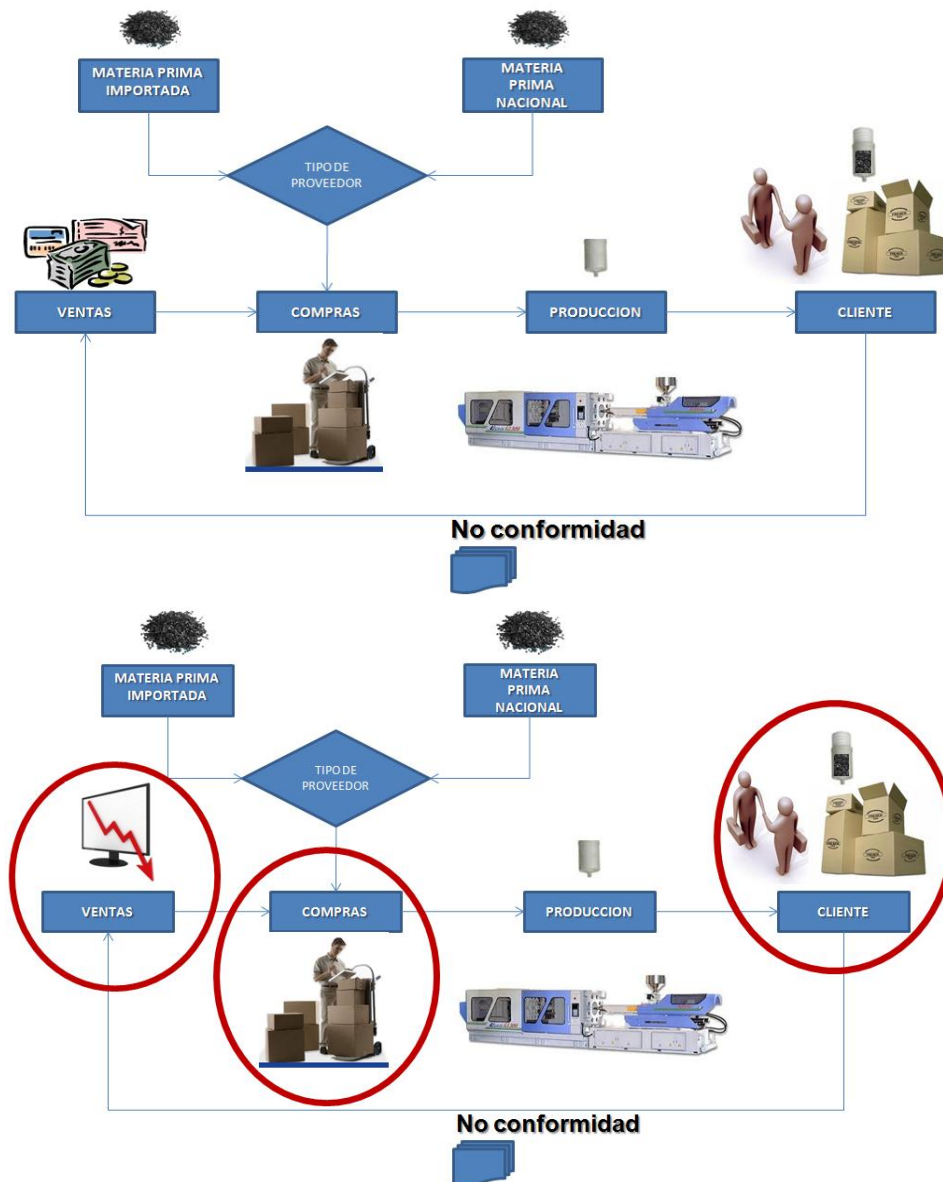 MATERIA PRIMA
IMPORTADA
MATERIA
PRIMA
NACIONAL
TIPO DE
PROVEEDOR
VENTAS
COMPRAS
PRODUCCION
CLIENTE
No conformidad
MATERIA PRIMA
IMPORTADA
MATERIA
PRIMA
NACIONAL
TIPO DE
PROVEEDOR
VENTAS
COMPRAS
PRODUCCION
CLIENTE
No conformidad